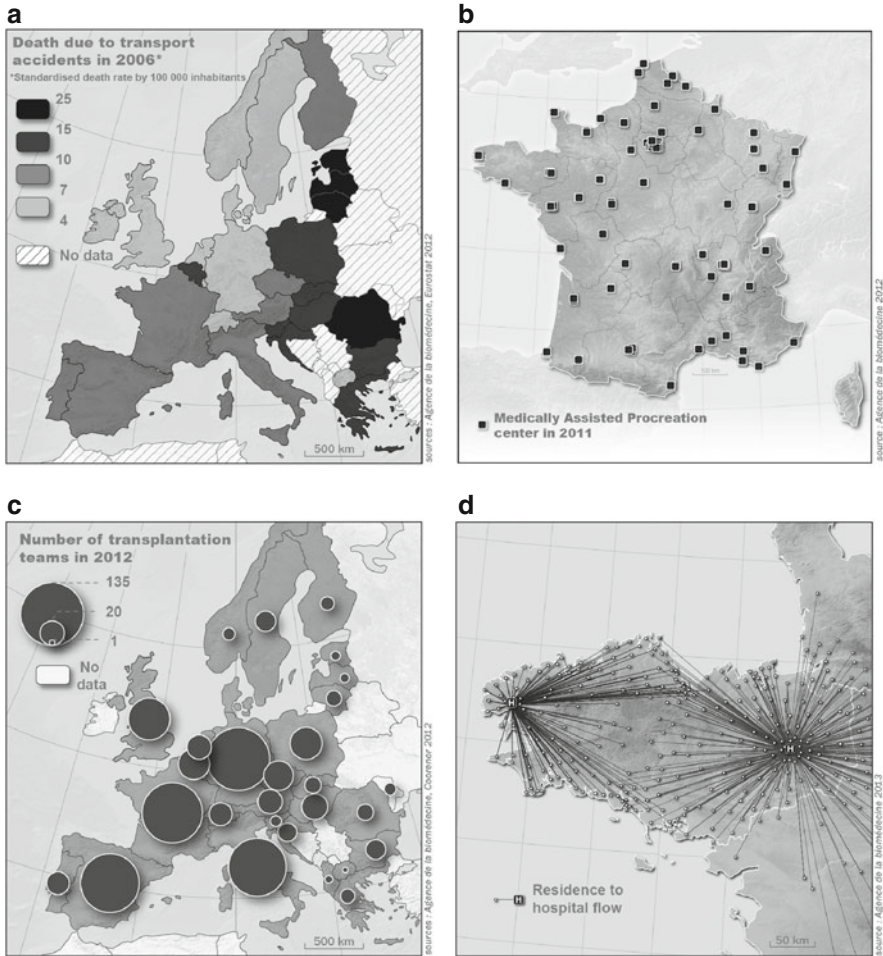 a
Death due to transport
accidents in 2006*
*Standardised death rate by 100 000 inhabitants
25
15
10
7
4
No data
500 km
sources : Agence de la biomédecine, Eurostat 2012
b
100 km
Medically Assisted Procreation
center in 2011
source : Agence de la biomédecine 2012
c
Number of transplantation
teams in 2012
135
20
1
No
data
500 km
sources : Agence de la biomédecine, Coorenor 2012
d
H
H
Residence to
hospital flow
H
50 km
source : Agence de la biomédecine 2013